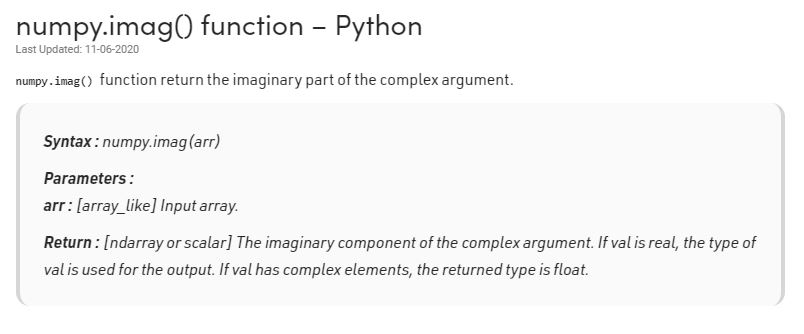 numpy.imag() function – Python
Last Updated: 11-06-2020
numpy.imag() function return the imaginary part of the complex argument.
Syntax : numpy.imag(arr)
Parameters :
arr : [array_like] Input array.
Return : [ndarray or scalar] The imaginary component of the complex argument. If val is real, the type of
val is used for the output. If val has complex elements, the returned type is float.